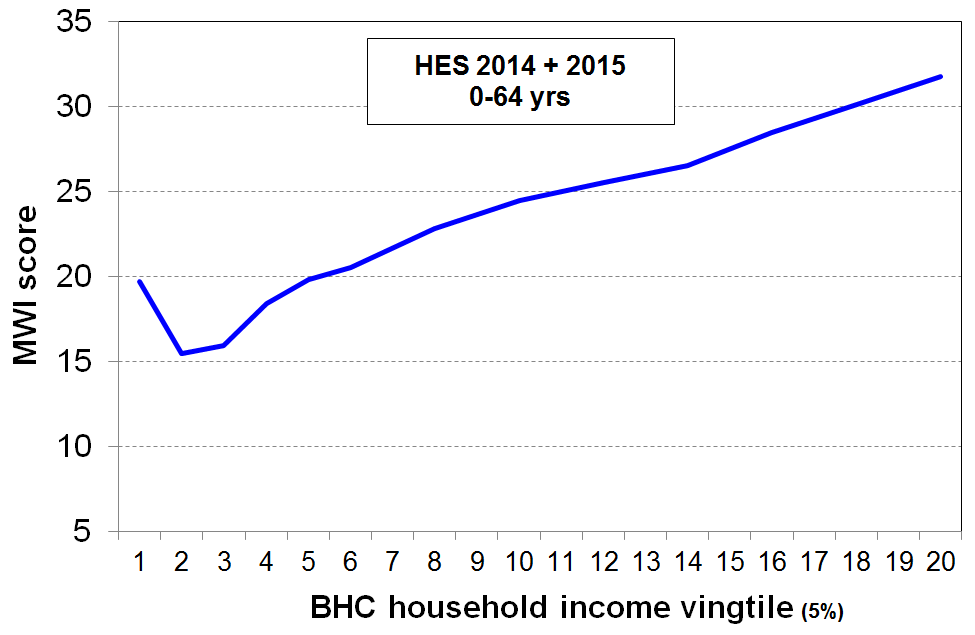 35
30
25
20
15
10
5
MWI score
HES 2014 + 2015
0-64 yrs
1 2 3 4 5 6 7 8 9 10 11 12 13 14 15 16 17 18 19 20
BHC household income vingtile (5%)